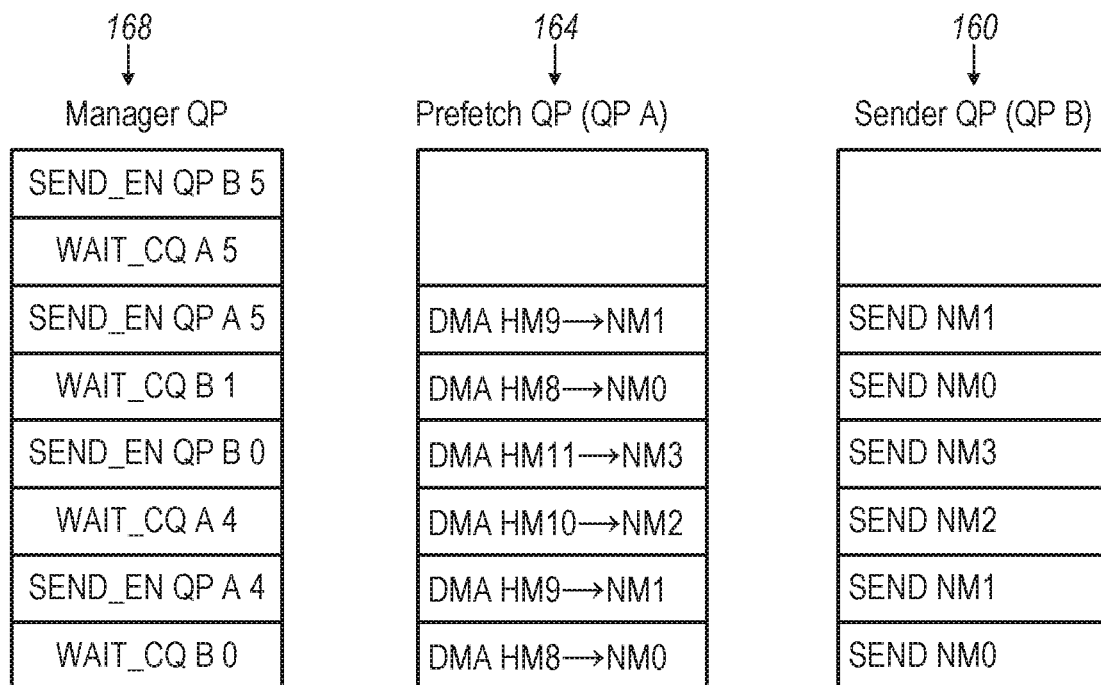 168
164
160
Manager QP
Prefetch QP (QP A)
Sender QP (QP B)
SEND_EN QP B 5
WAIT_CQ A 5
SEND_EN QP A 5
WAIT_CQ B 1
SEND_EN QP B 0
WAIT_CQ A 4
SEND_EN QP A 4
WAIT_CQ B 0
DMA HM9→NM1
DMA HM8→NM0
DMA HM11→NM3
DMA HM10→NM2
DMA HM9→NM1
DMA HM8→NM0
SEND NM1
SEND NM0
SEND NM3
SEND NM2
SEND NM1
SEND NM0